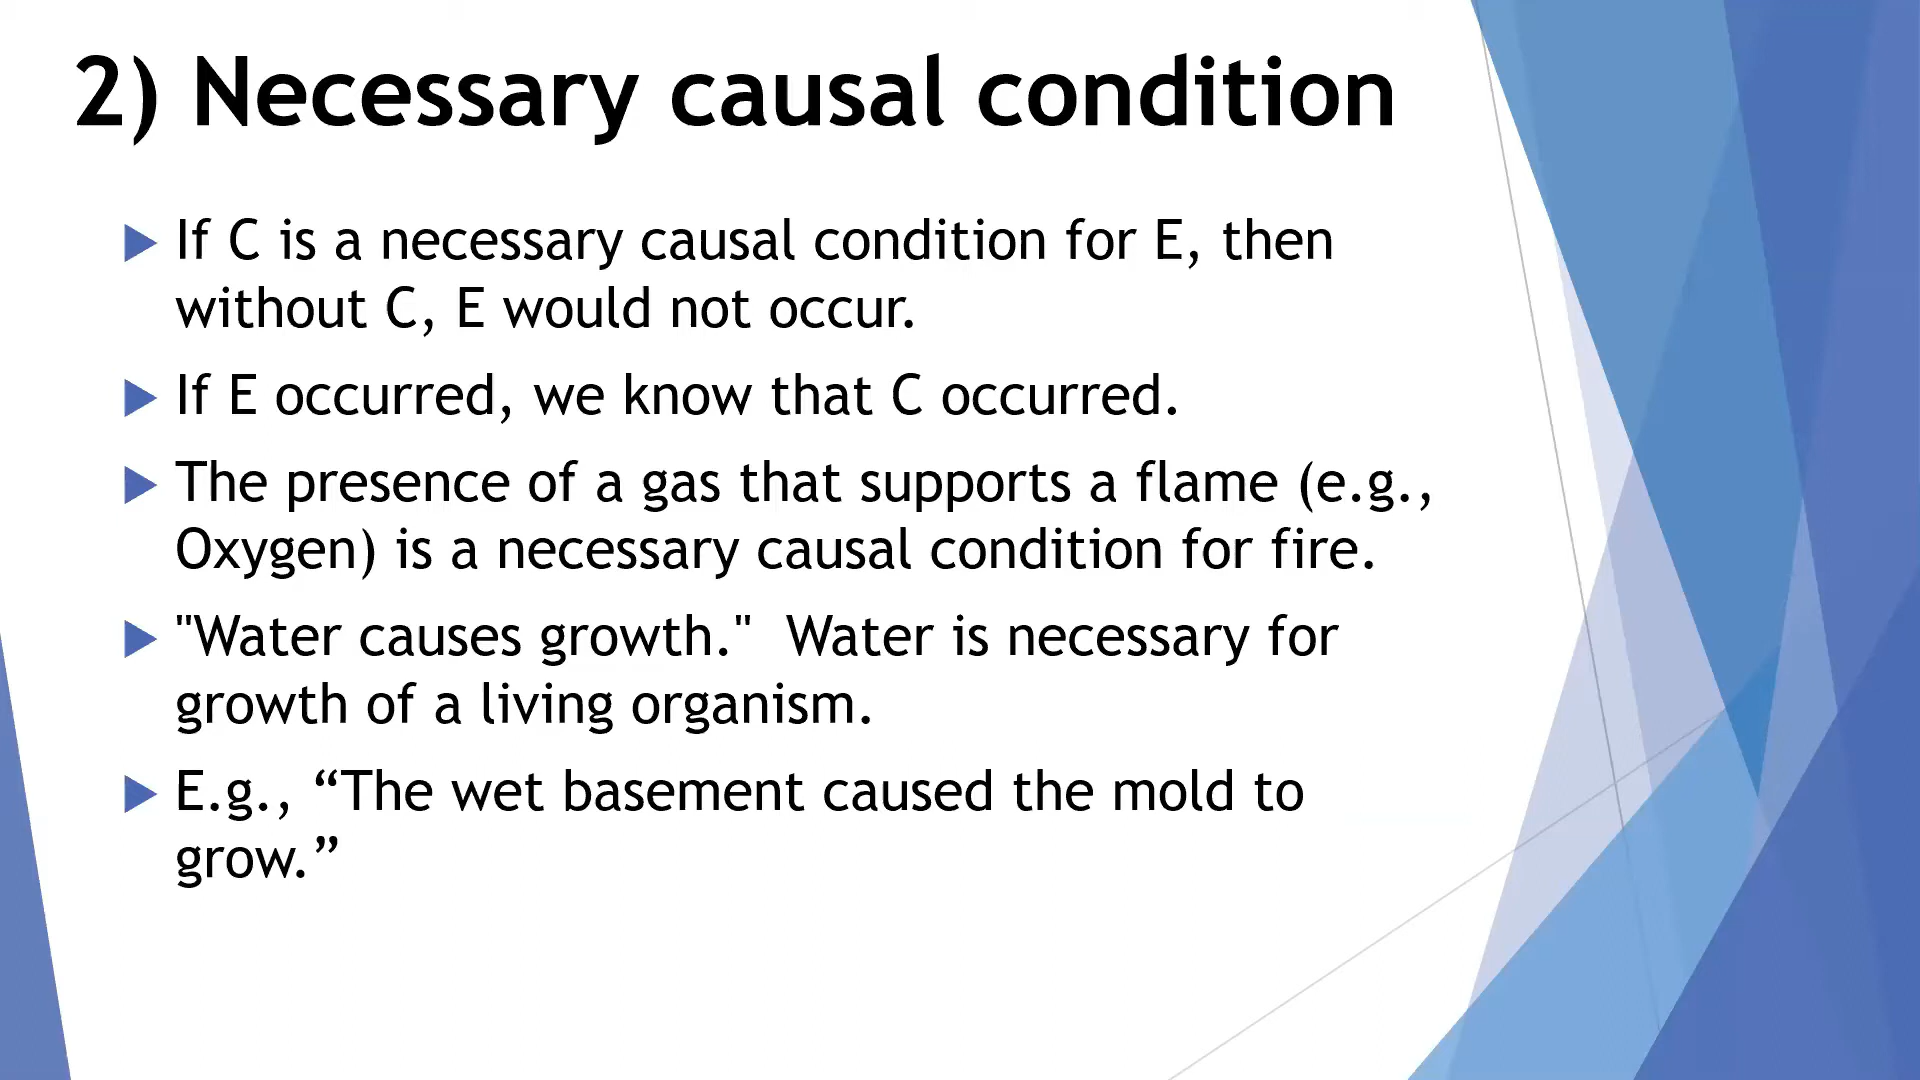 2) Necessary causal condition
If C is a necessary causal condition for E, then
without C, E would not occur.
If E occurred, we know that C occurred.
The presence of a gas that supports a flame (e.g.,
Oxygen) is a necessary causal condition for fire.
"Water causes growth."  Water is necessary for
growth of a living organism.
E.g., “The wet basement caused the mold to
grow.”